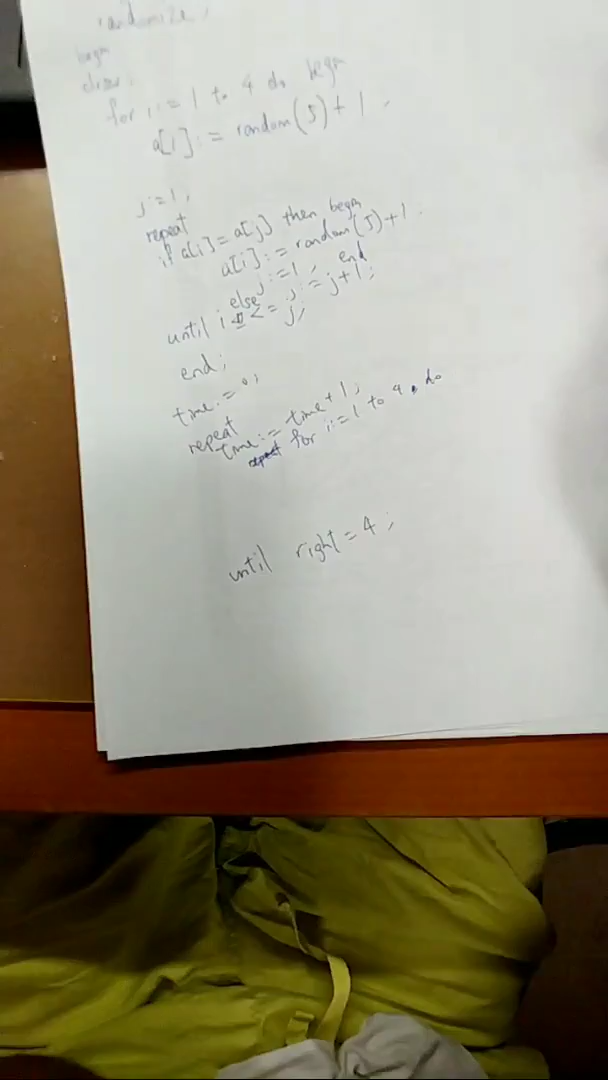 randomize;
begin
clrscr;
for i:= 1 to 4 do begin
a[i]:= random(5)+1;
j:=1;
repeat
if a[i]=a[j] then begin
a[i]:=random(5)+1;
j:=1; end
else j:=j+1;
until i <= j;
end;
time:=0;
repeat
time:=time+1;
for i:=1 to 4 do
until right=4;